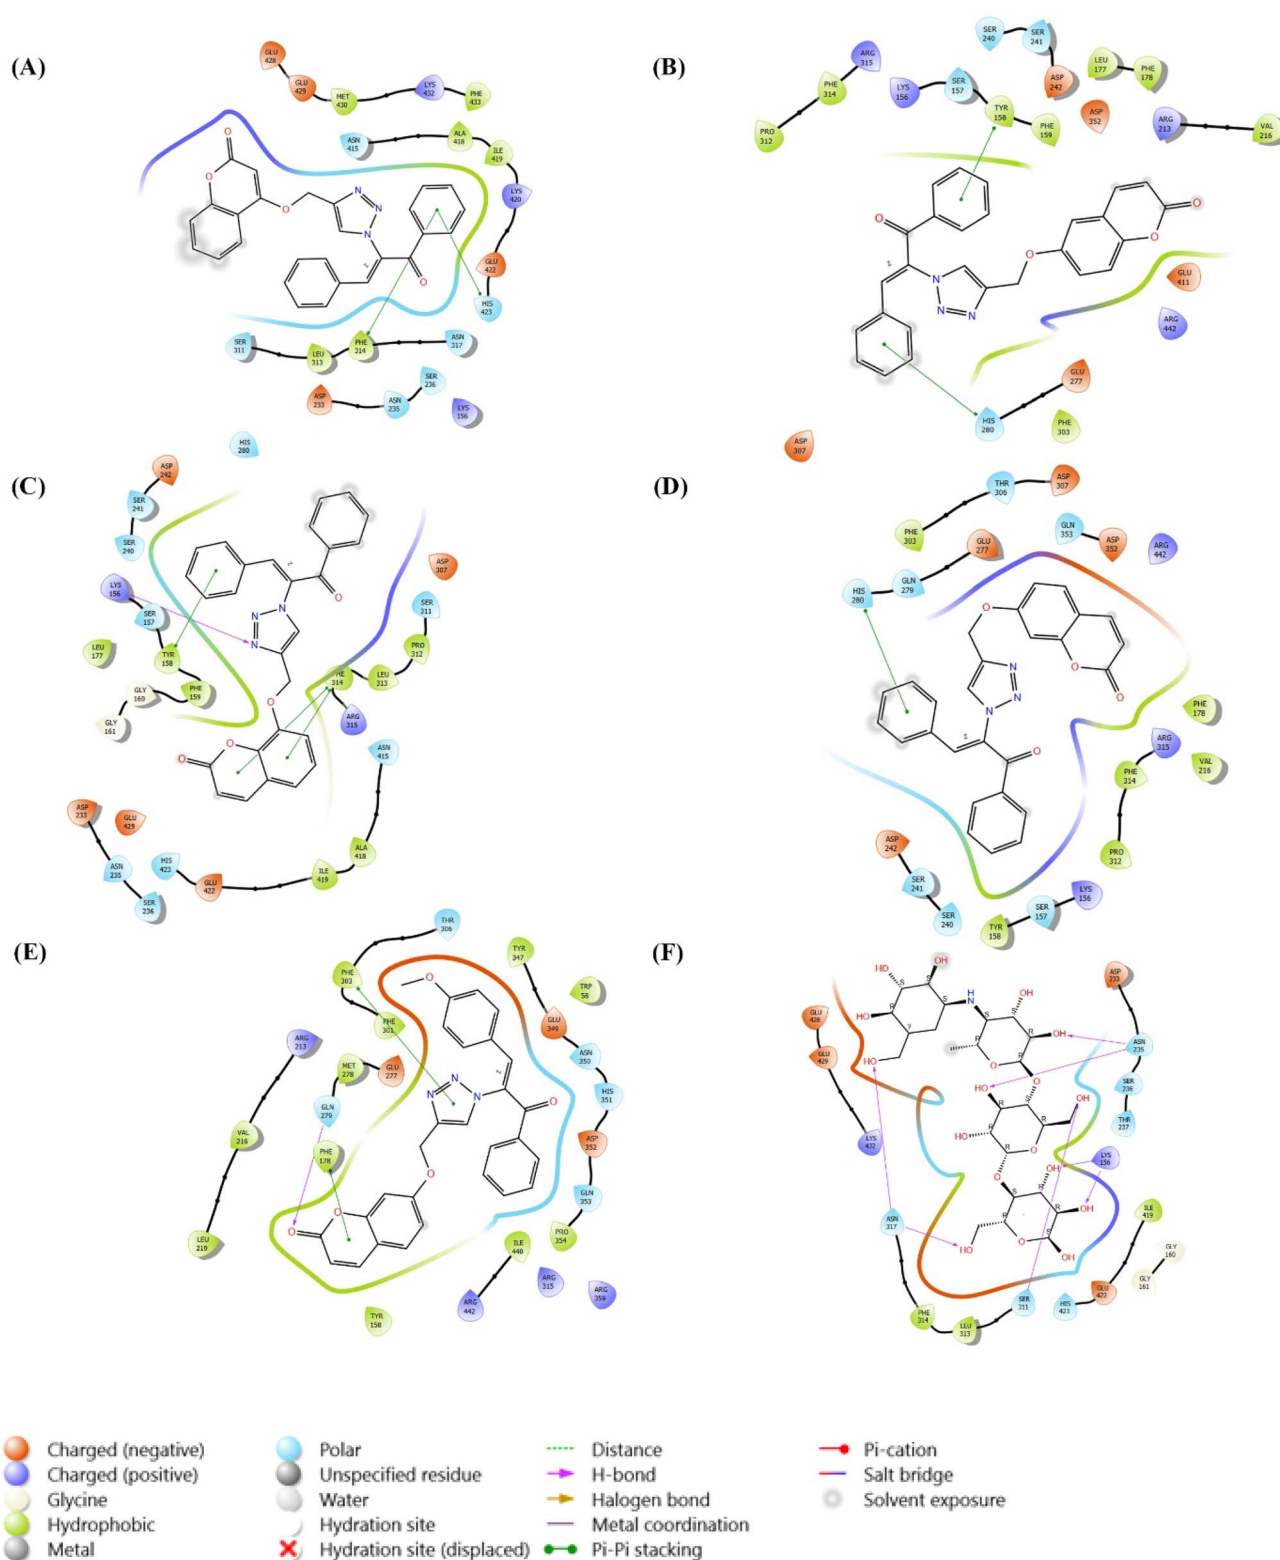 (A)
GLU 428
GLU 429
MET 430
LYS 432
PHE 433
ASN 415
ALA 418
ILE 419
LYS 420
GLU 422
HIS 423
O
O
O
N
N
N
Z
O
SER 311
LEU 313
PHE 314
ASN 317
ASP 233
ASN 235
SER 236
LYS 156
(B)
SER 240
SER 241
ASP 242
LEU 177
PHE 178
ARG 315
PHE 314
PRO 312
LYS 156
SER 157
TYR 158
PHE 159
ASP 352
ARG 213
VAL 216
O
Z
N
N
N
O
O
O
GLU 411
ARG 442
GLU 277
HIS 280
PHE 303
ASP 307
(C)
HIS 280
ASP 242
SER 241
SER 240
LYS 156
SER 157
TYR 158
PHE 159
LEU 177
GLY 160
GLY 161
Z
O
N
N
N
O
O
O
ASP 307
SER 311
PRO 312
LEU 313
HE 314
ARG 315
ASN 415
ALA 418
ILE 419
GLU 422
HIS 423
ASP 233
GLU 429
ASN 235
SER 236
(D)
THR 306
ASP 307
PHE 303
GLU 277
GLN 279
HIS 280
GLN 353
ASP 352
ARG 442
O
O
O
N
N
N
Z
O
PHE 178
ARG 315
VAL 216
PHE 314
PRO 312
ASP 242
SER 241
SER 240
TYR 158
SER 157
LYS 156
(E)
THR 306
PHE 303
PHE 301
TYR 347
TRP 58
GLU 349
ASN 350
HIS 351
ASP 352
GLN 353
PRO 354
ARG 213
MET 278
GLU 277
GLN 279
VAL 216
PHE 178
LEU 219
O
Z
N
N
N
O
O
O
O
ILE 440
ARG 442
ARG 315
ARG 359
TYR 158
(F)
HO
OH
S
S
H
N
HO
R
S
OH
?
S
S
R
OH
HO
R
R
O
O
HO
R
OH
HO
R
R
R
O
O
OH
S
R
R
OH
R
S
HO
O
OH
ASP 233
ASN 235
SER 236
THR 237
LYS 156
GLU 428
GLU 429
LYS 432
ASN 317
PHE 314
LEU 313
SER 311
HIS 423
GLU 422
ILE 419
GLY 160
GLY 161
Charged (negative)
Charged (positive)
Glycine
Hydrophobic
Metal
Polar
Unspecified residue
Water
Hydration site
Hydration site (displaced)
Distance
H-bond
Halogen bond
Metal coordination
Pi-Pi stacking
Pi-cation
Salt bridge
Solvent exposure